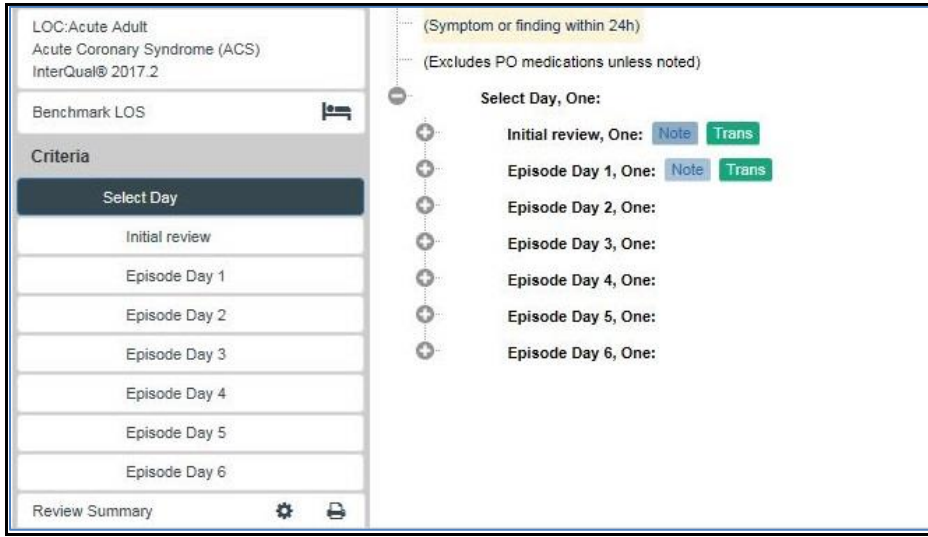 LOC:Acute Adult
Acute Coronary Syndrome (ACS)
InterQual® 2017.2
Benchmark LOS
Criteria
Select Day
Initial review
Episode Day 1
Episode Day 2
Episode Day 3
Episode Day 4
Episode Day 5
Episode Day 6
Review Summary
(Symptom or finding within 24h)
(Excludes PO medications unless noted)
Select Day, One:
Initial review, One: Note Trans
Episode Day 1, One: Note Trans
Episode Day 2, One:
Episode Day 3, One:
Episode Day 4, One:
Episode Day 5, One:
Episode Day 6, One: